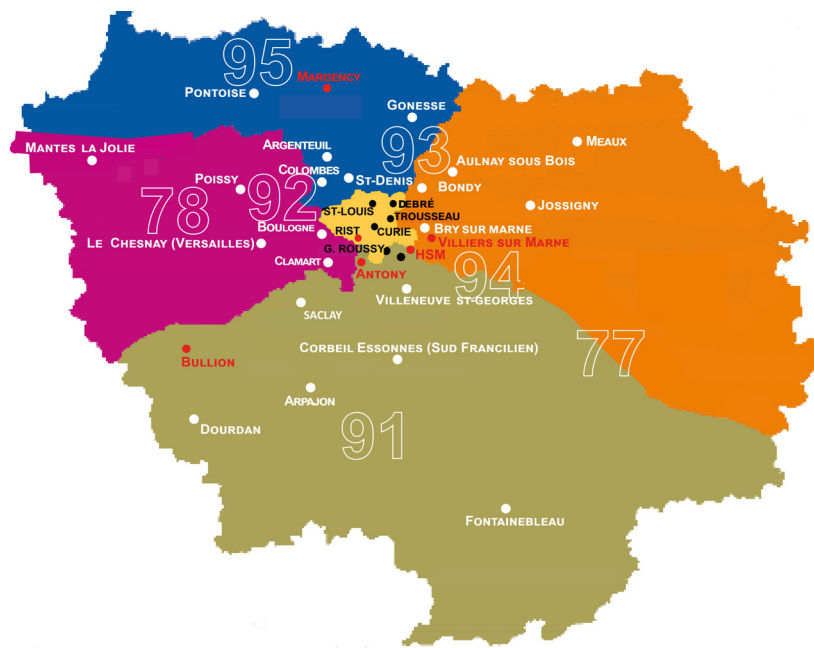 95
MARGENCY
PONTOISE
GONESSE
MANTES LA JOLIE
ARGENTEUIL
93
MEAUX
AULNAY SOUS BOIS
COLOMBES
ST-DENIS
POISSY
92
BONDY
78
ST-LOUIS
DEBRÉ
JOSSIGNY
TROUSSEAU
BOULOGNE
RIST
CURIE
BRY SUR MARNE
LE CHESNAY (VERSAILLES)
VILLIERS SUR MARNE
G. ROUSSY
HSM
CLAMART
ANTONY
94
VILLENEUVE ST-GEORGES
SACLAY
CORBEIL ESSONNES (SUD FRANCILIEN)
77
BULLION
ARPAJON
91
DOURDAN
FONTAINEBLEAU